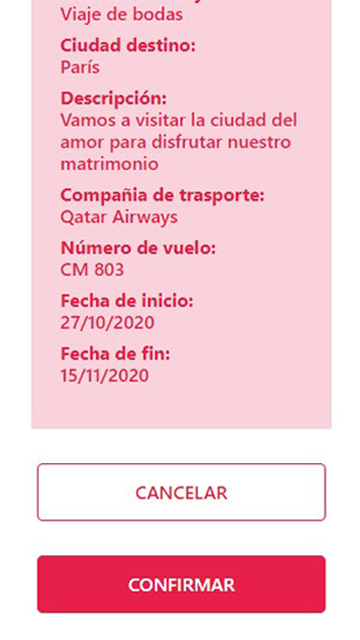 Viaje de bodas
Ciudad destino:
París
Descripción:
Vamos a visitar la ciudad del
amor para disfrutar nuestro
matrimonio
Compañia de trasporte:
Qatar Airways
Número de vuelo:
CM 803
Fecha de inicio:
27/10/2020
Fecha de fin:
15/11/2020
CANCELAR
CONFIRMAR